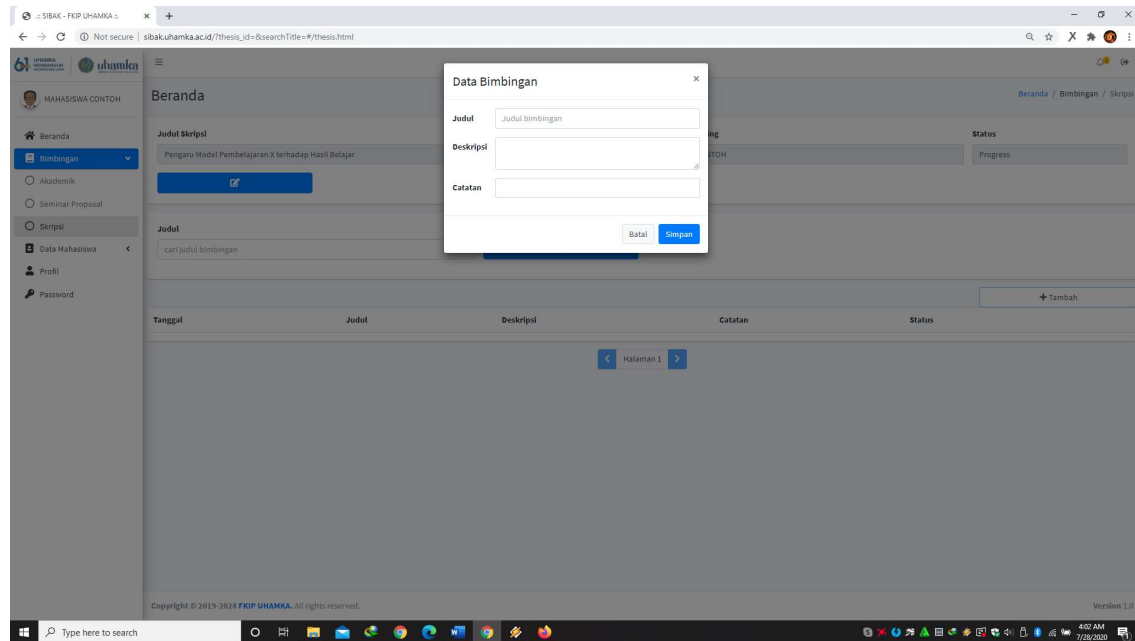 .:: SIBAK - FKIP UHAMKA ::.
Not secure | sibak.uhamka.ac.id/?thesis_id=&searchTitle=#/thesis.html
61 UHAMKA
uhamka
MAHASISWA CONTOH
Beranda
Bimbingan
Akademik
Seminar Proposal
Skripsi
Data Mahasiswa
Profil
Password
Beranda
Beranda / Bimbingan / Skripsi
Judul Skripsi
Status
Pengaru Model Pembelajaran X terhadap Hasil Belajar
Progress
Data Bimbingan
×
Judul
Judul bimbingan
Deskripsi
Catatan
Batal
Simpan
Judul
cari judul bimbingan
+ Tambah
Tanggal
Judul
Deskripsi
Catatan
Status
< Halaman 1 >
Copyright © 2019-2024 FKIP UHAMKA. All rights reserved.
Version 1.0
Type here to search
4:02 AM
7/28/2020